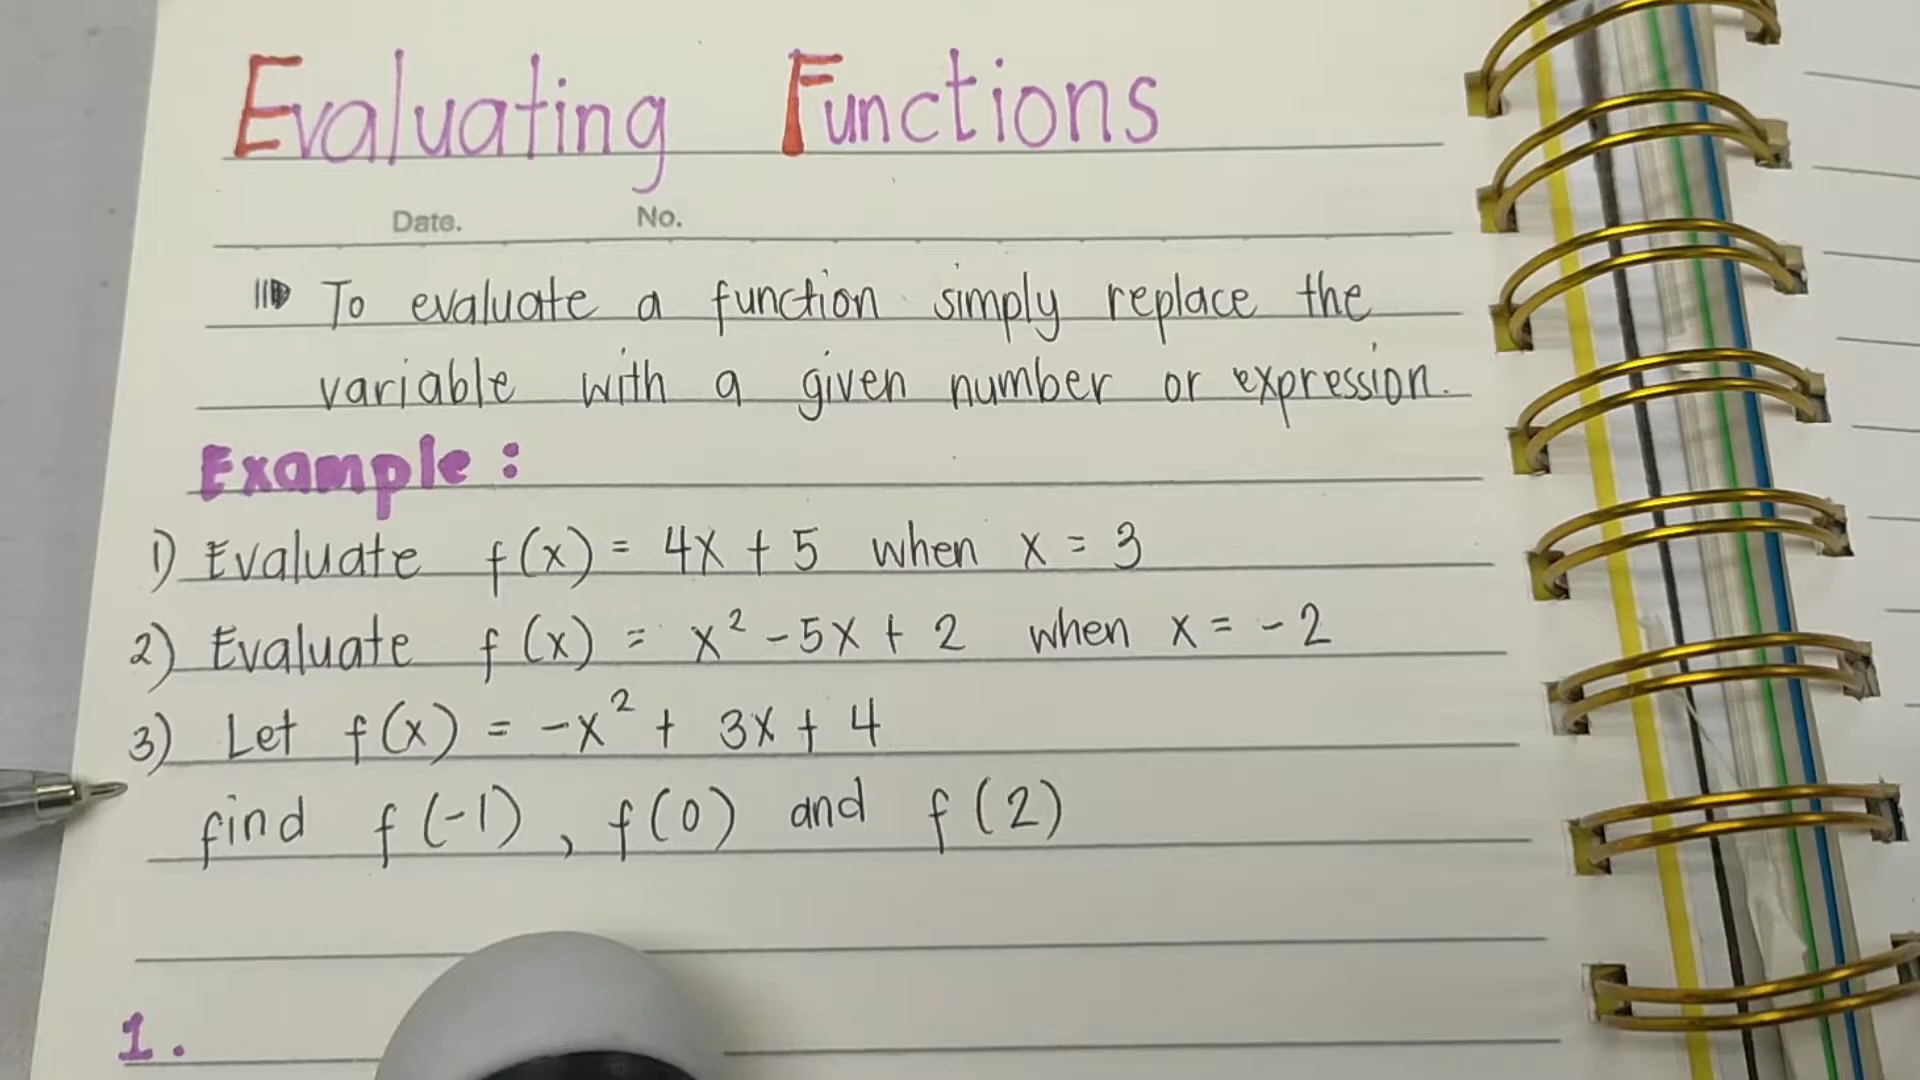 Evaluating Functions
Date. No.
To evaluate a function simply replace the
variable with a given number or expression.
Example :
1) Evaluate f(x) = 4x + 5 when x = 3
2) Evaluate f(x) = x² - 5x + 2 when x = -2
3) Let f(x) = -x² + 3x + 4
find f(-1), f(0) and f(2)
1.